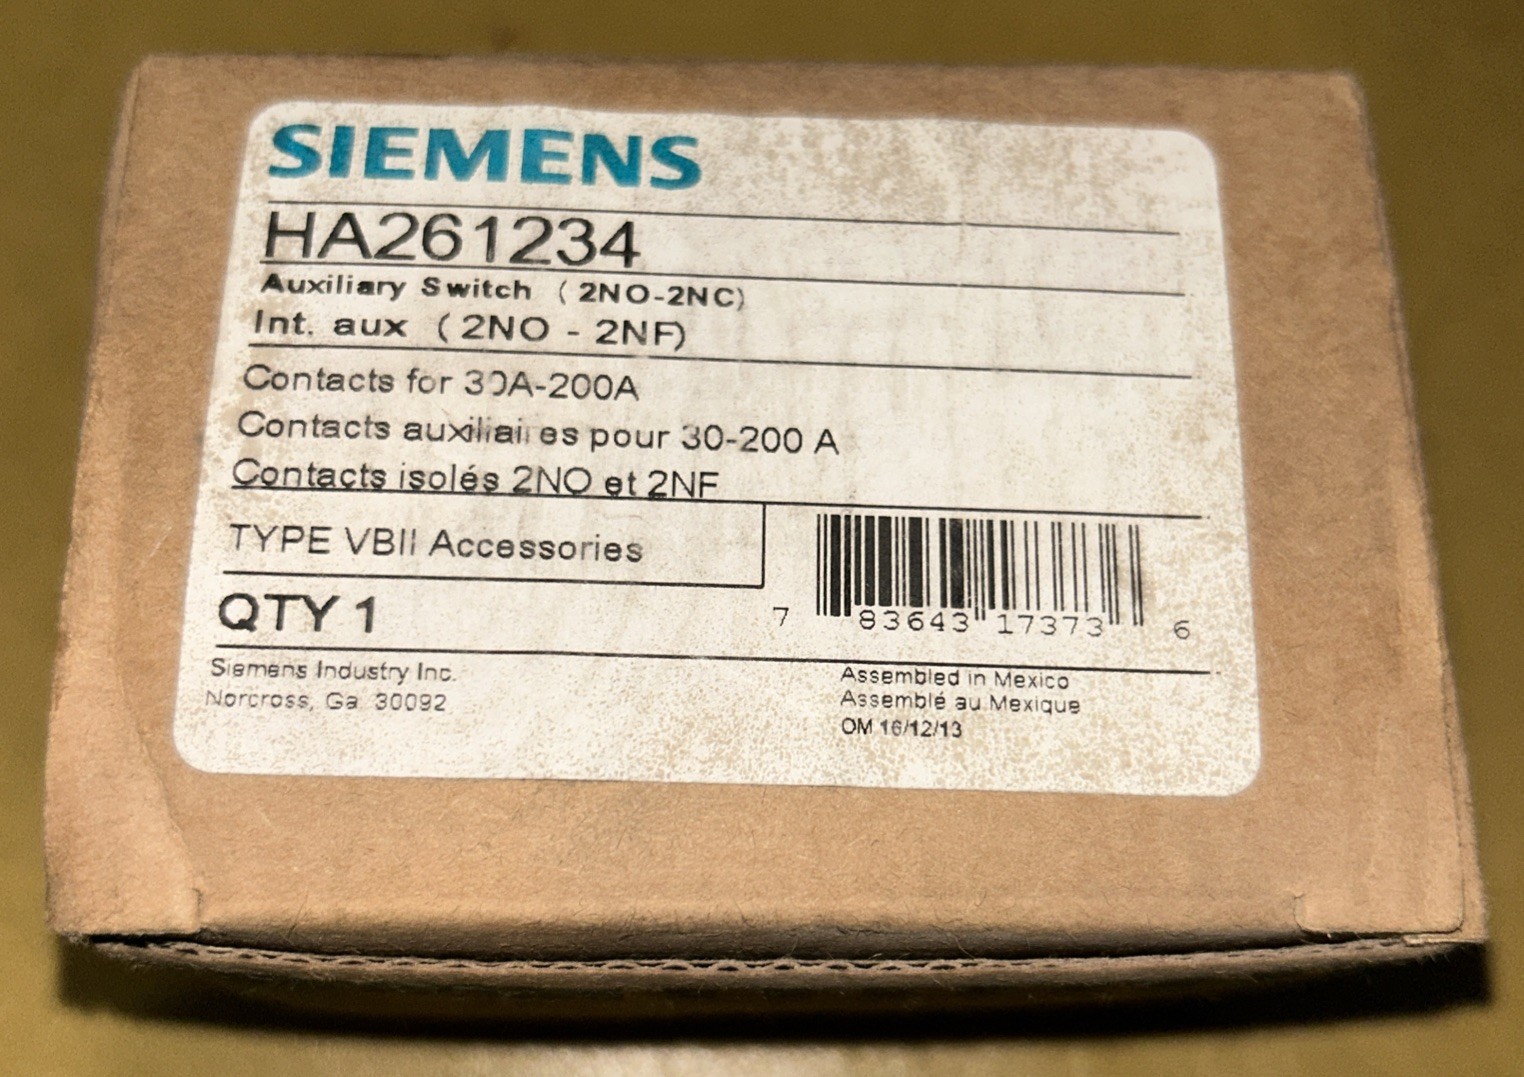 SIEMENS
HA261234
Auxiliary Switch (2NO-2NC)
Int. aux (2NO - 2NF)
Contacts for 30A-200A
Contacts auxiliaires pour 30-200 A
Contacts isolés 2NO et 2NF
TYPE VBII Accessories
QTY 1
7 83643 17373 6
Siemens Industry Inc.
Norcross, Ga 30092
Assembled in Mexico
Assemblé au Mexique
OM 16/12/13